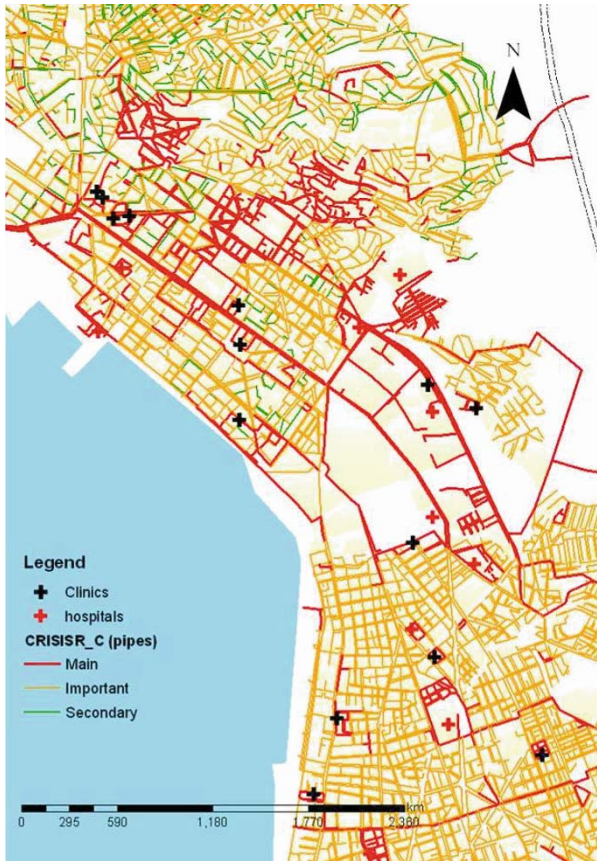 N
Legend
Clinics
hospitals
CRISISR_C (pipes)
Main
Important
Secondary
km
0 295 590 1,180 1,770 2,360